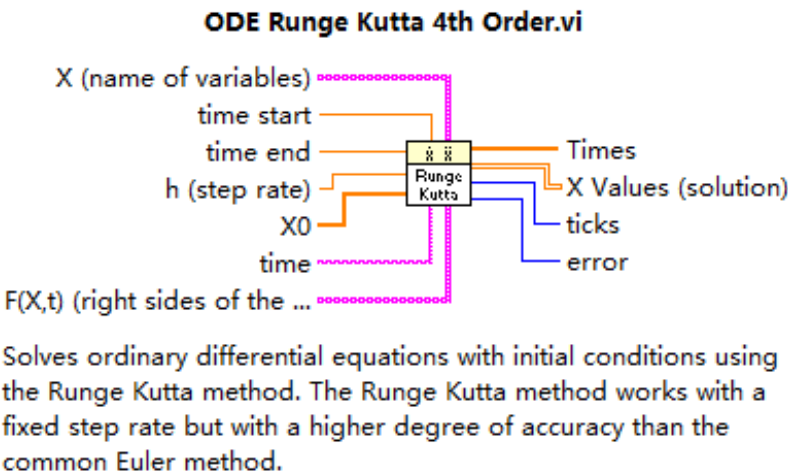 ODE Runge Kutta 4th Order.vi
X (name of variables)
time start
time end
h (step rate)
X0
time
F(X,t) (right sides of the ...
ẋ ẍ
Runge
Kutta
Times
X Values (solution)
ticks
error
Solves ordinary differential equations with initial conditions using
the Runge Kutta method. The Runge Kutta method works with a
fixed step rate but with a higher degree of accuracy than the
common Euler method.